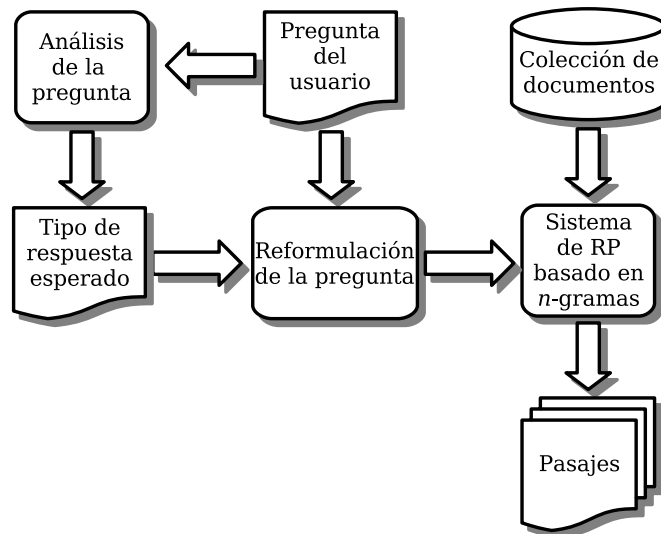 Análisis
de la
pregunta
Pregunta
del
usuario
Colección de
documentos
Tipo de
respuesta
esperado
Reformulación
de la pregunta
Sistema
de RP
basado en
n-gramas
Pasajes